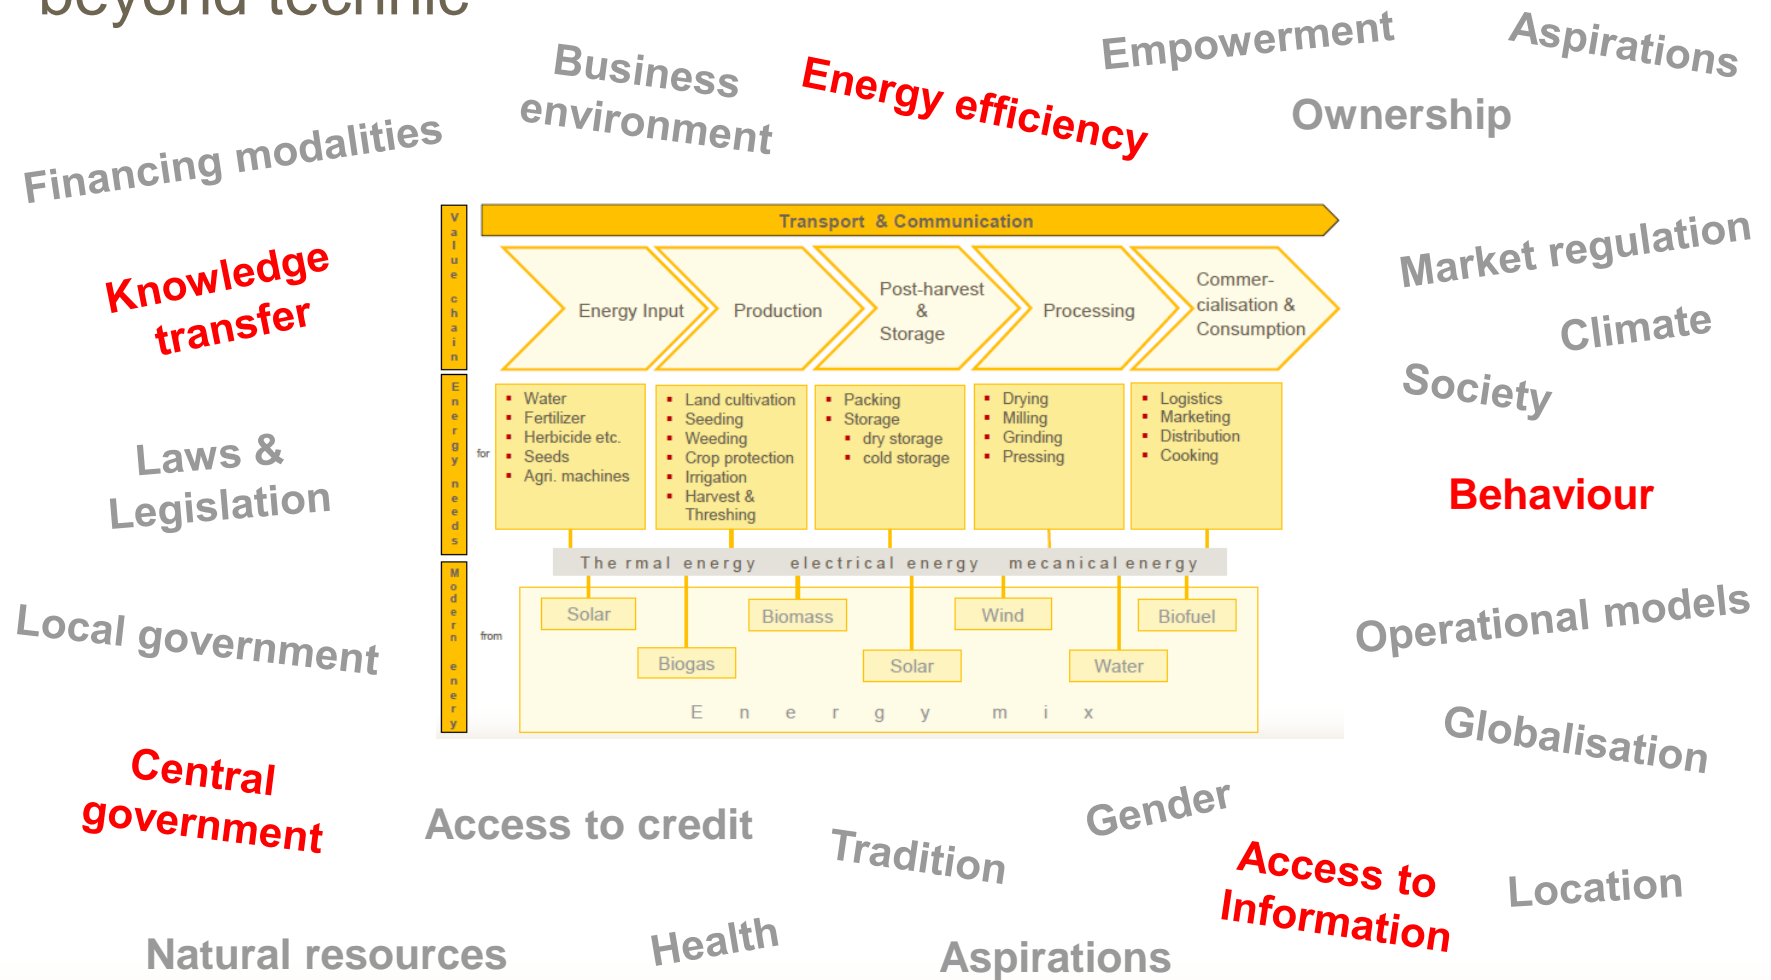 beyond technic
Empowerment
Aspirations
Business
environment
Energy efficiency
Ownership
Financing modalities
Knowledge
transfer
Market regulation
Climate
Society
Laws &
Legislation
Behaviour
Local government
Operational models
Globalisation
Central
government
Access to credit
Gender
Tradition
Access to
Information
Location
Natural resources
Health
Aspirations
Value chain
Transport & Communication
Energy Input
Production
Post-harvest
&
Storage
Processing
Commer-
cialisation &
Consumption
Energy needs
for
Water
Fertilizer
Herbicide etc.
Seeds
Agri. machines
Land cultivation
Seeding
Weeding
Crop protection
Irrigation
Harvest &
Threshing
Packing
Storage
dry storage
cold storage
Drying
Milling
Grinding
Pressing
Logistics
Marketing
Distribution
Cooking
The rmal energy electrical energy mecanical energy
Modern enery
from
Solar
Biomass
Wind
Biofuel
Biogas
Solar
Water
Energy mix